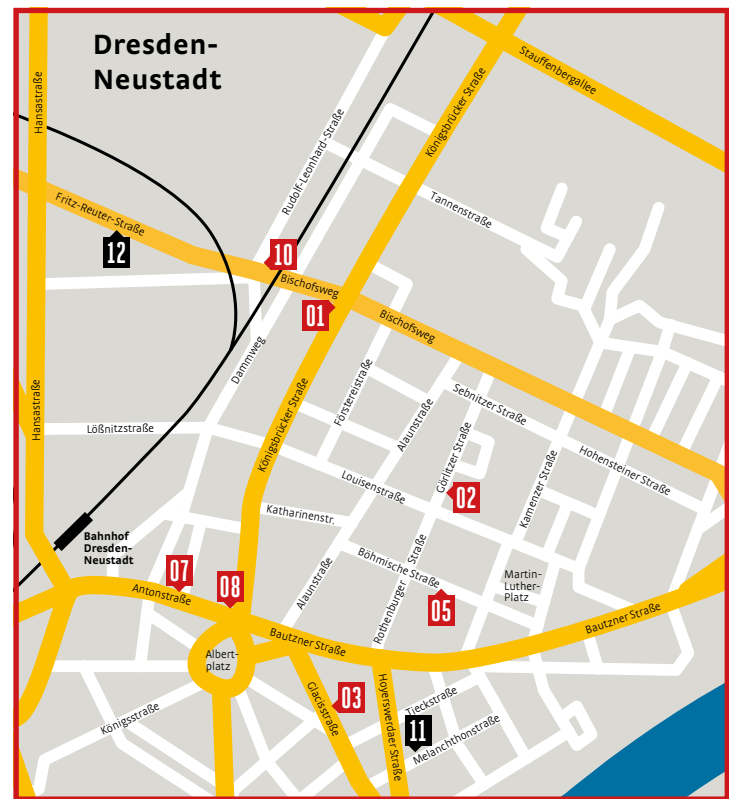 Dresden-
Neustadt
Hansastraße
Stauffenbergallee
Königsbrücker Straße
Rudolf-Leonhard-Straße
Tannenstraße
Fritz-Reuter-Straße
12
10
Bischofsweg
01
Bischofsweg
Dammweg
Förstereistraße
Hansastraße
Königsbrücker Straße
Alaunstraße
Sebnitzer Straße
Lößnitzstraße
Görlitzer Straße
Hohensteiner Straße
Louisenstraße
02
Kamenzer Straße
Katharinenstr.
Bahnhof
Dresden-
Neustadt
Böhmische Straße
07
08
Alaunstraße
Rothenburger Straße
05
Martin-
Luther-
Platz
Antonstraße
Bautzner Straße
Bautzner Straße
Albert-
platz
Glacisstraße
03
Hoyerswerdaer Straße
Tieckstraße
Königsstraße
11
Melanchthonstraße